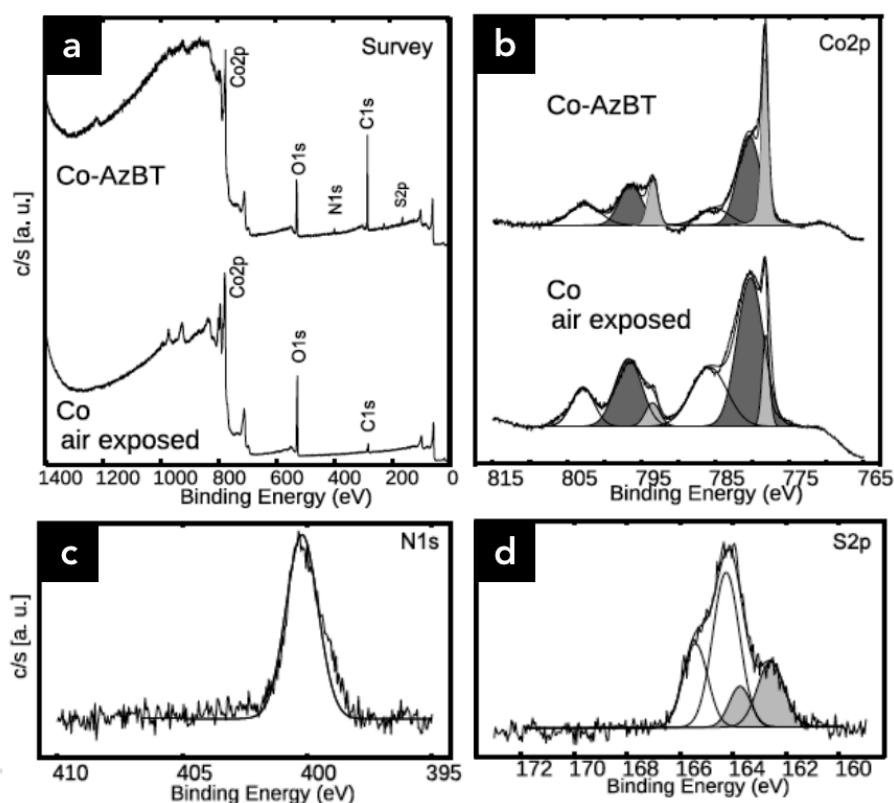 a
Survey
Co2p
C1s
O1s
N1s
S2p
Co-AzBT
c/s [a. u.]
Co2p
O1s
C1s
Co
air exposed
1400 1200 1000 800 600 400 200 0
Binding Energy (eV)
b
Co2p
Co-AzBT
Co
air exposed
815 805 795 785 775 765
Binding Energy (eV)
c
N1s
c/s [a. u.]
410 405 400 395
Binding Energy (eV)
d
S2p
172 170 168 166 164 162 160
Binding Energy (eV)